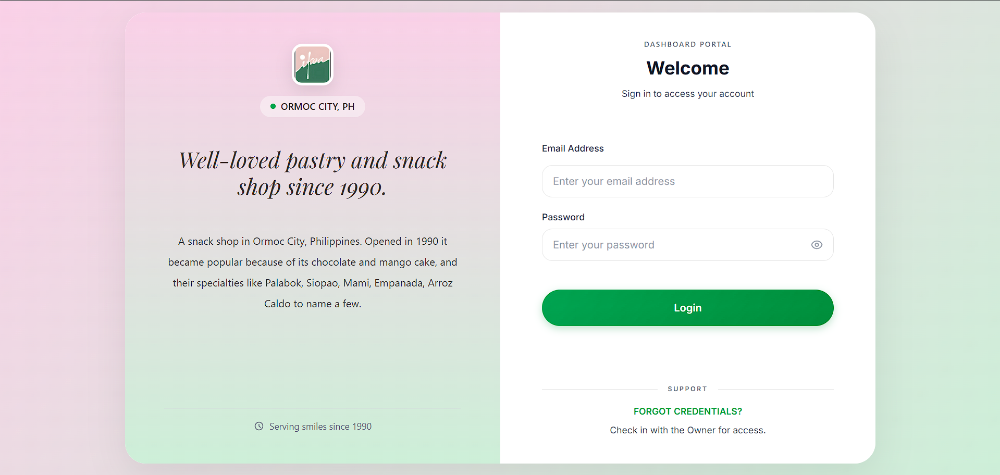 ifzea
ORMOC CITY, PH
Well-loved pastry and snack
shop since 1990.
A snack shop in Ormoc City, Philippines. Opened in 1990 it
became popular because of its chocolate and mango cake, and
their specialties like Palabok, Siopao, Mami, Empanada, Arroz
Caldo to name a few.
Serving smiles since 1990
DASHBOARD PORTAL
Welcome
Sign in to access your account
Email Address
Enter your email address
Password
Enter your password
Login
SUPPORT
FORGOT CREDENTIALS?
Check in with the Owner for access.